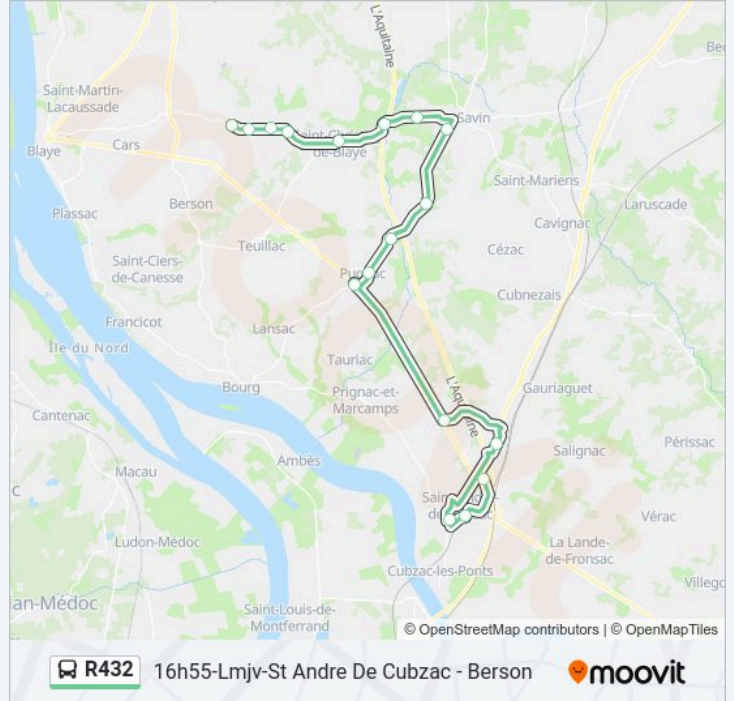 L'Aquitaine
Saint-Martin-
Lacaussade
Savin
Blaye
Cars
de-Blaye
Saint-Mariens
Plassac
Berson
Laruscade
Cavignac
Teuillac
Cézac
Saint-Ciers-
de-Canesse
Cubnezais
Francicot
Lansac
Île du Nord
Tauriac
Bourg
Prignac-et-
Marcamps
Gauriaguet
Cantenac
Périssac
Salignac
Ambès
Macau
Vérac
Ludon-Médoc
La Lande-
de-Fronsac
Cubzac-les-Ponts
an-Médoc
Saint-Louis-de-
Montferrand
© OpenStreetMap contributors | © OpenMapTiles
R432 16h55-Lmjv-St Andre De Cubzac - Berson moovit